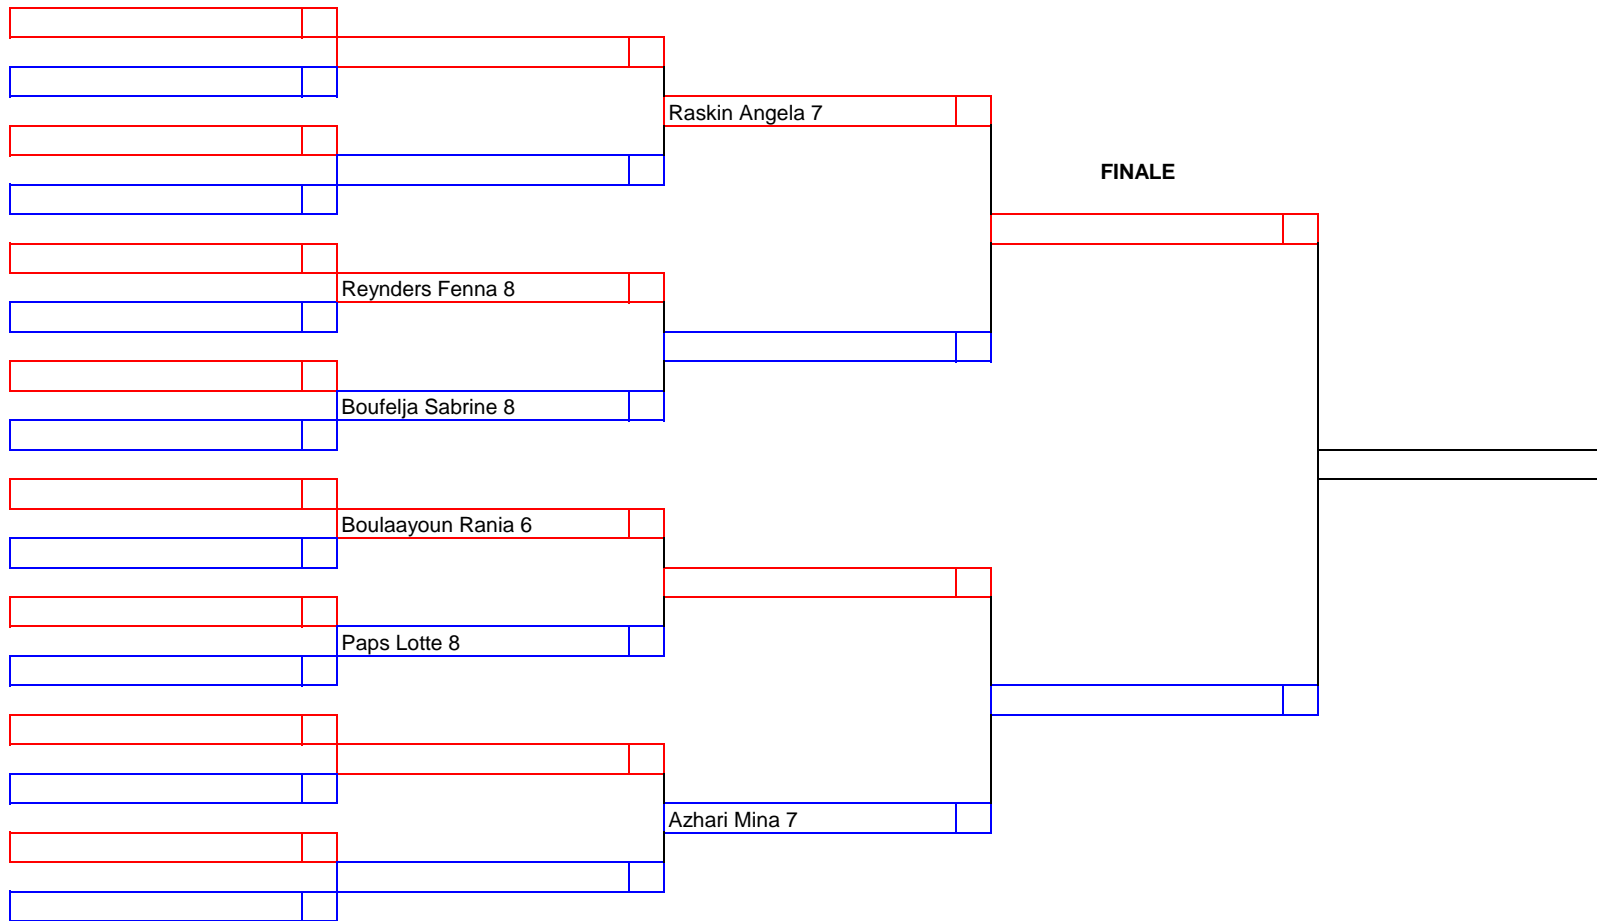 Raskin Angela 7
FINALE
Reynders Fenna 8
Boufelja Sabrine 8
Boulaayoun Rania 6
Paps Lotte 8
Azhari Mina 7